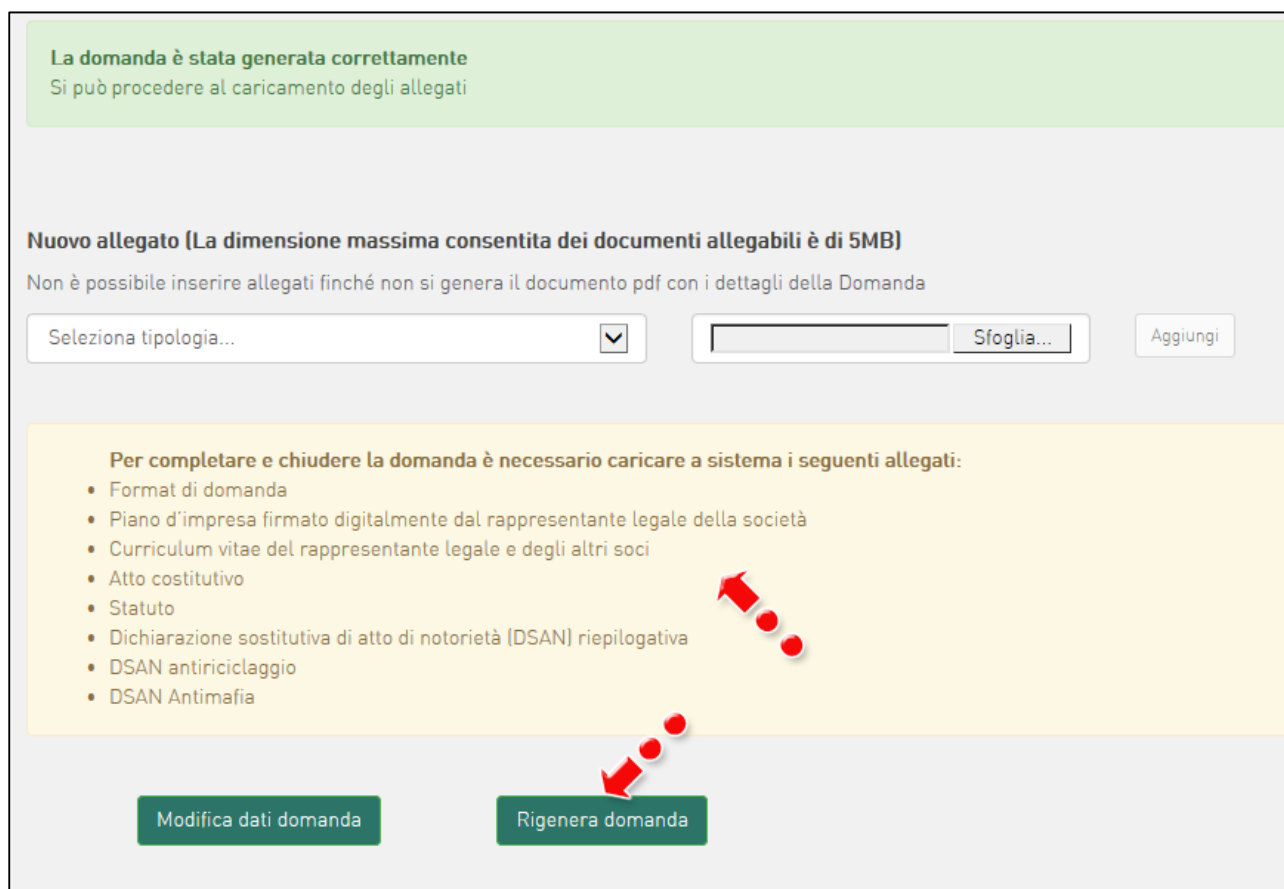 La domanda è stata generata correttamente
Si può procedere al caricamento degli allegati
Nuovo allegato (La dimensione massima consentita dei documenti allegabili è di 5MB)
Non è possibile inserire allegati finché non si genera il documento pdf con i dettagli della Domanda
Seleziona tipologia... Sfoglia... Aggiungi
Per completare e chiudere la domanda è necessario caricare a sistema i seguenti allegati:
• Format di domanda
• Piano d'impresa firmato digitalmente dal rappresentante legale della società
• Curriculum vitae del rappresentante legale e degli altri soci
• Atto costitutivo
• Statuto
• Dichiarazione sostitutiva di atto di notorietà (DSAN) riepilogativa
• DSAN antiriciclaggio
• DSAN Antimafia
Modifica dati domanda Rigenera domanda